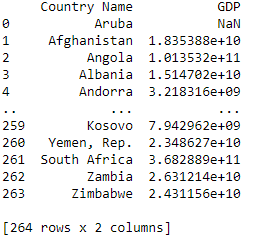 Country Name GDP
0 Aruba NaN
1 Afghanistan 1.835388e+10
2 Angola 1.013532e+11
3 Albania 1.514702e+10
4 Andorra 3.218316e+09
.. ... ...
259 Kosovo 7.942962e+09
260 Yemen, Rep. 2.348627e+10
261 South Africa 3.682889e+11
262 Zambia 2.631214e+10
263 Zimbabwe 2.431156e+10
[264 rows x 2 columns]